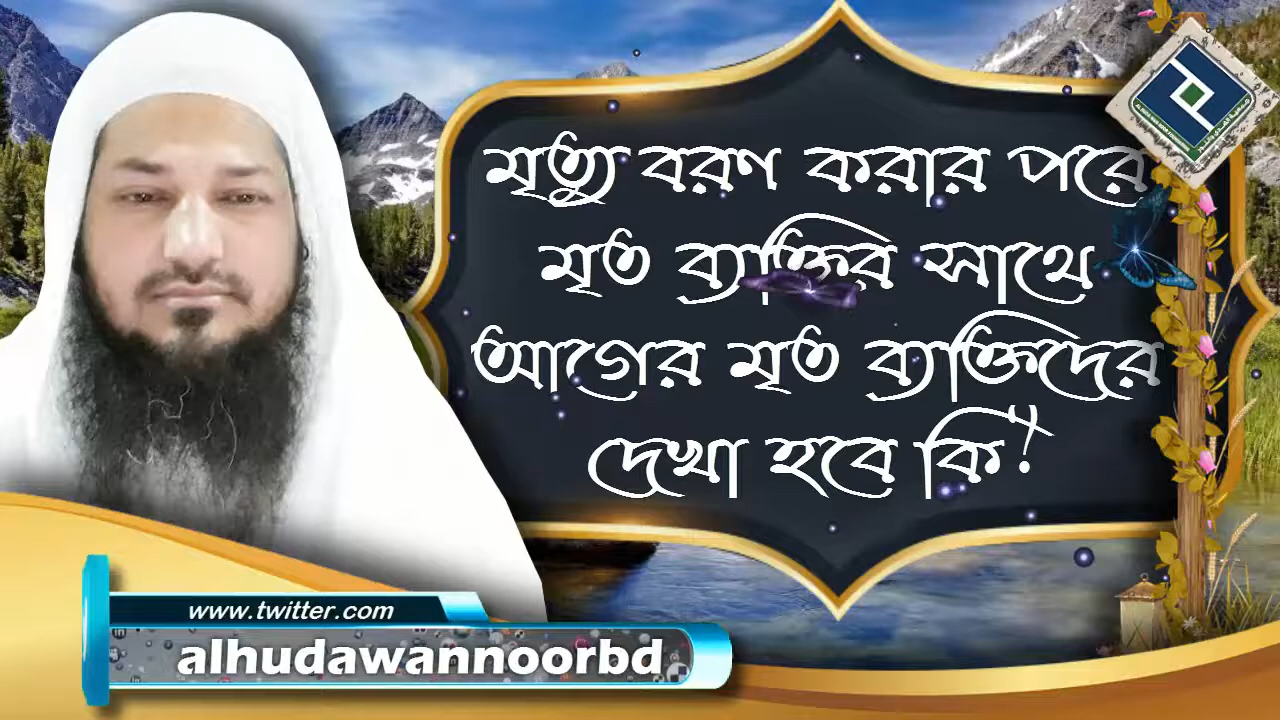 মৃত্যু বরণ করার পরে
মৃত ব্যক্তির সাথে
আগের মৃত ব্যক্তিদের
দেখা হবে কি?
www.twitter.com
alhudawannoorbd